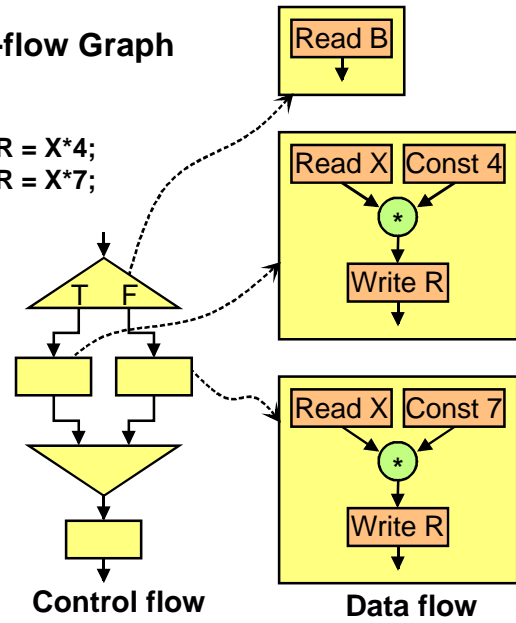 -flow Graph
R = X*4;
R = X*7;
T F
Control flow
Read B
Read X Const 4
*
Write R
Read X Const 7
*
Write R
Data flow